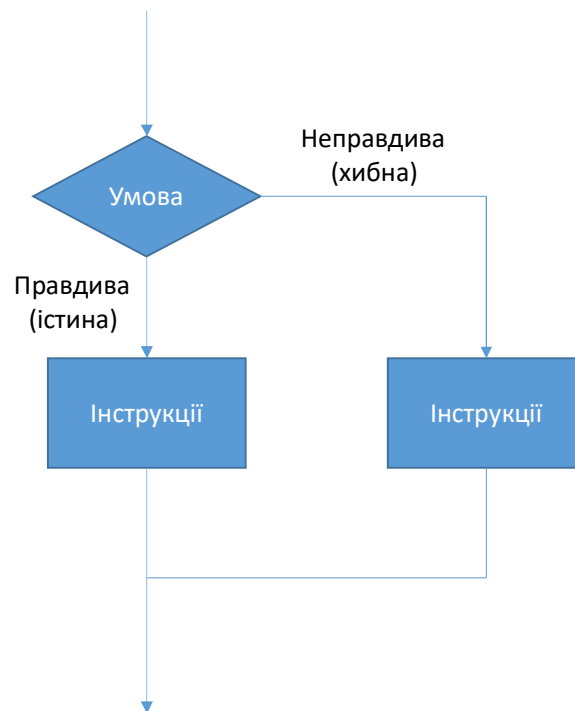 Неправдива
(хибна)
Умова
Правдива
(істина)
Інструкції
Інструкції